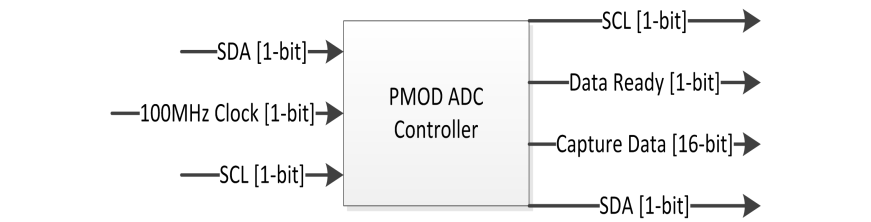 SDA [1-bit]
100MHz Clock [1-bit]
SCL [1-bit]
PMOD ADC
Controller
SCL [1-bit]
Data Ready [1-bit]
Capture Data [16-bit]
SDA [1-bit]